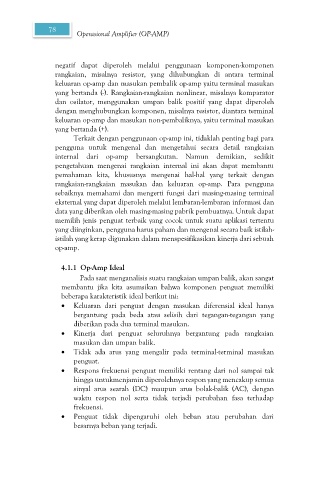 78
Operasional Amplifier (OP-AMP)
negatif dapat diperoleh melalui penggunaan komponen-komponen
rangkaian, misalnya resistor, yang dihubungkan di antara terminal
keluaran op-amp dan masukan pembalik op-amp yaitu terminal masukan
yang bertanda (-). Rangkaian-rangkaian nonlinear, misalnya komparator
dan osilator, menggunakan umpan balik positif yang dapat diperoleh
dengan menghubungkan komponen, misalnya resistor, diantara terminal
keluaran op-amp dan masukan non-pembaliknya, yaitu terminal masukan
yang bertanda (+).
Terkait dengan penggunaan op-amp ini, tidaklah penting bagi para
pengguna untuk mengenal dan mengetahui secara detail rangkaian
internal dari op-amp bersangkutan. Namun demikian, sedikit
pengetahuan mengenai rangkaian internal ini akan dapat membantu
pemahaman kita, khususnya mengenai hal-hal yang terkait dengan
rangkaian-rangkaian masukan dan keluaran op-amp. Para pengguna
sebaiknya memahami dan mengerti fungsi dari masing-masing terminal
eksternal yang dapat diperoleh melalui lembaran-lembaran informasi dan
data yang diberikan oleh masing-masing pabrik pembuatnya. Untuk dapat
memilih jenis penguat terbaik yang cocok untuk suatu aplikasi tertentu
yang diinginkan, pengguna harus paham dan mengenal secara baik istilah-
istilah yang kerap digunakan dalam menspesifikasikan kinerja dari sebuah
op-amp.
4.1.1 Op-Amp Ideal
Pada saat menganalisis suatu rangkaian umpan balik, akan sangat
membantu jika kita asumsikan bahwa komponen penguat memiliki
beberapa karakteristik ideal berikut ini:
• Keluaran dari penguat dengan masukan diferensial ideal hanya
bergantung pada beda atau selisih dari tegangan-tegangan yang
diberikan pada dua terminal masukan.
• Kinerja dari penguat seluruhnya bergantung pada rangkaian
masukan dan umpan balik.
• Tidak ada arus yang mengalir pada terminal-terminal masukan
penguat.
• Respons frekuensi penguat memiliki rentang dari nol sampai tak
hingga untukmenjamin diperolehnya respon yang mencakup semua
sinyal arus searah (DC) maupun arus bolak-balik (AC), dengan
waktu respon nol serta tidak terjadi perubahan fasa terhadap
frekuensi.
• Penguat tidak dipengaruhi oleh beban atau perubahan dari
besarnya beban yang terjadi.